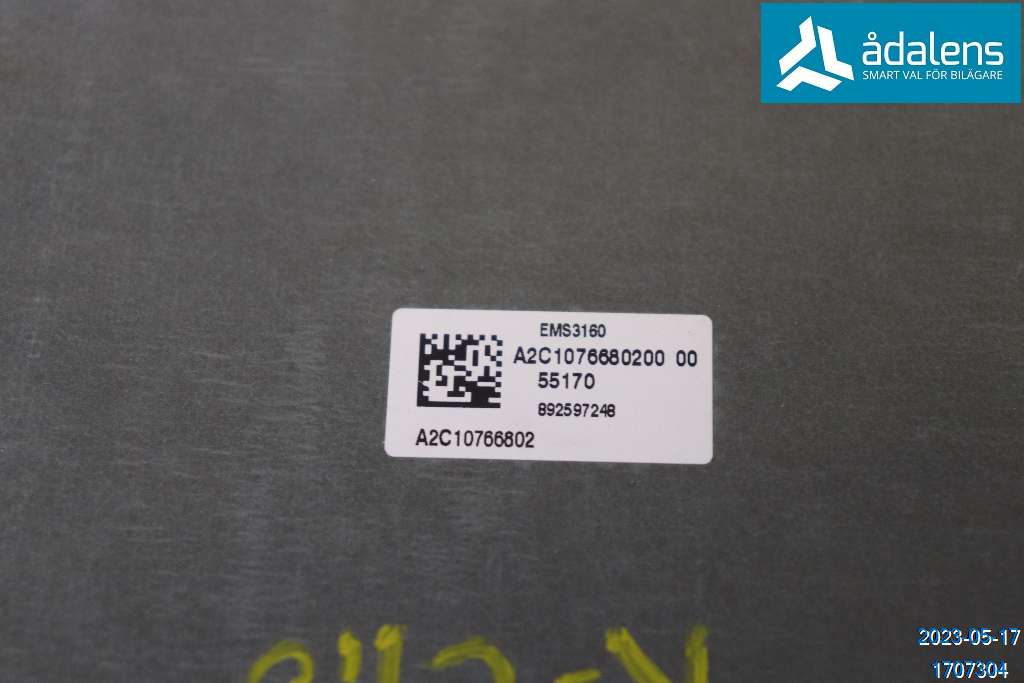 ådalens
SMART VAL FÖR BILÄGARE
EMS3160
A2C1076680200 00
55170
892597248
A2C10766802
2023-05-17
1707304